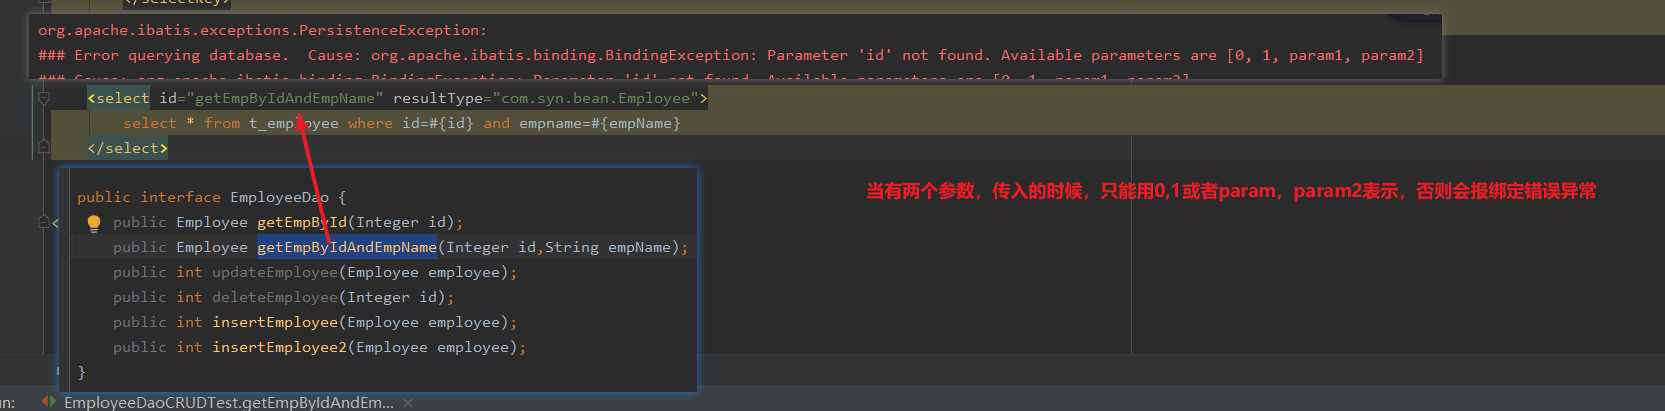 </selectKey>
org.apache.ibatis.exceptions.PersistenceException:
### Error querying database.  Cause: org.apache.ibatis.binding.BindingException: Parameter 'id' not found. Available parameters are [0, 1, param1, param2]
### Cause: org.apache.ibatis.binding.BindingException: Parameter 'id' not found. Available parameters are [0, 1, param1, param2]
<select id="getEmpByIdAndEmpName" resultType="com.syn.bean.Employee">
select * from t_employee where id=#{id} and empname=#{empName}
</select>
当有两个参数，传入的时候，只能用0,1或者param，param2表示，否则会报绑定错误异常
public interface EmployeeDao {
<
public Employee getEmpById(Integer id);
public Employee getEmpByIdAndEmpName(Integer id,String empName);
public int updateEmployee(Employee employee);
public int deleteEmployee(Integer id);
public int insertEmployee(Employee employee);
public int insertEmployee2(Employee employee);
}
un:
EmployeeDaoCRUDTest.getEmpByIdAndEm... ×